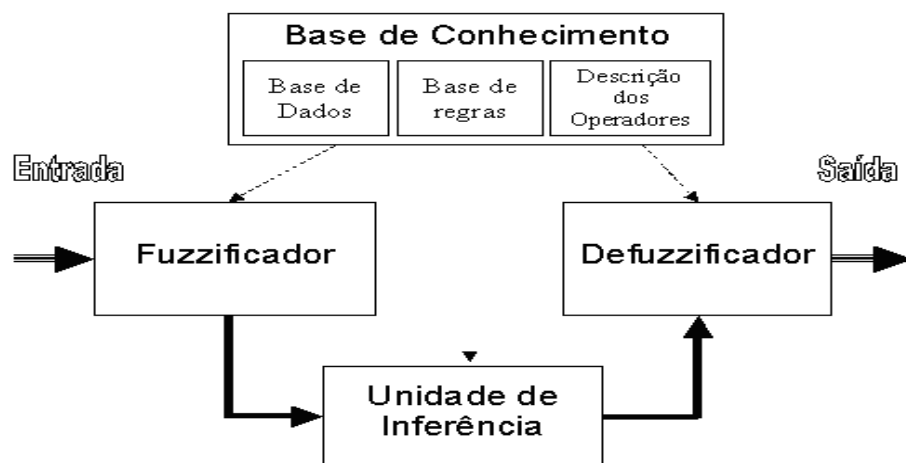 Base de Conhecimento
Base de
Dados
Base de
regras
Descrição
dos
Operadores
Entrada
Saída
Fuzzificador
Defuzzificador
Unidade de
Inferência